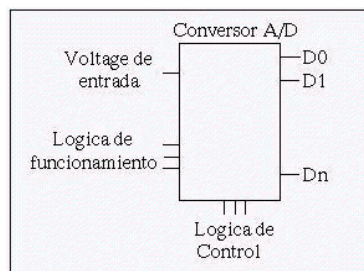 Conversor A/D
Voltage de
entrada
D0
D1
Logica de
funcionamiento
Dn
Logica de
Control